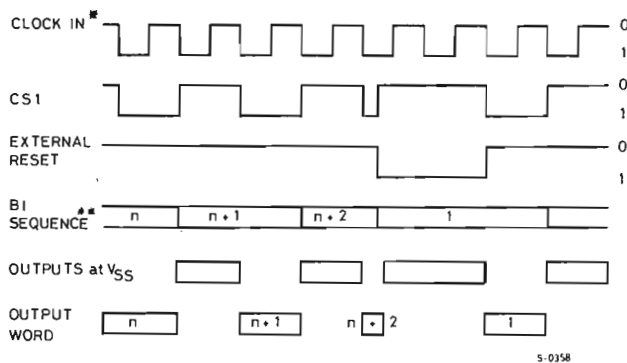 CLOCK IN* 0
1
CS1 0
1
EXTERNAL RESET 0
1
BI SEQUENCE** n n+1 n+2 1
OUTPUTS at VSS
OUTPUT WORD n n+1 n+2 1
S-0358